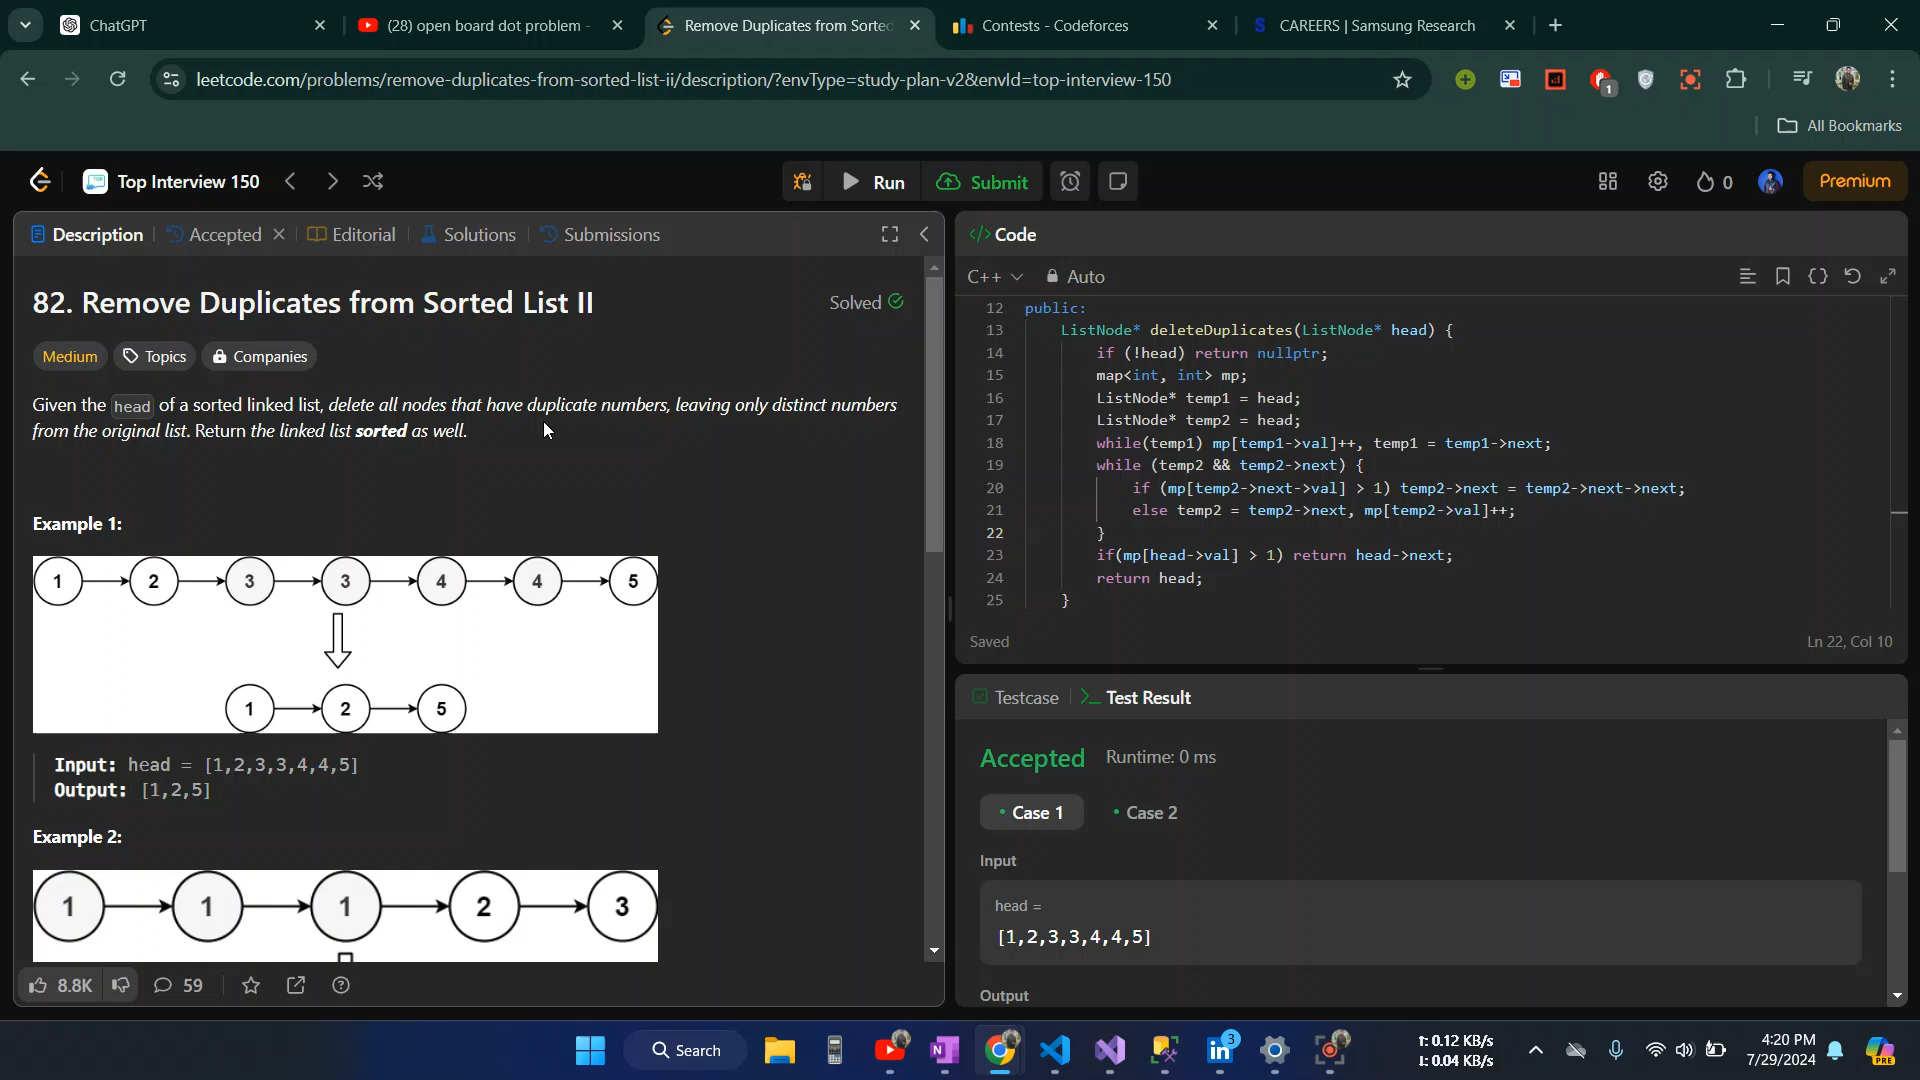 ChatGPT
(28) open board dot problem -
Remove Duplicates from Sorted
Contests - Codeforces
CAREERS | Samsung Research
leetcode.com/problems/remove-duplicates-from-sorted-list-ii/description/?envType=study-plan-v2&envId=top-interview-150
1
All Bookmarks
Top Interview 150
Run
Submit
0
Premium
Description
Accepted
Editorial
Solutions
Submissions
82. Remove Duplicates from Sorted List II
Solved
Medium
Topics
Companies
Given the head of a sorted linked list, delete all nodes that have duplicate numbers, leaving only distinct numbers
from the original list. Return the linked list sorted as well.
Example 1:
1 2 3 3 4 4 5
1 2 5
Input: head = [1,2,3,3,4,4,5]
Output: [1,2,5]
Example 2:
1 1 1 2 3
8.8K
59
</> Code
C++
Auto
12 public:
13 ListNode* deleteDuplicates(ListNode* head) {
14 if (!head) return nullptr;
15 map<int, int> mp;
16 ListNode* temp1 = head;
17 ListNode* temp2 = head;
18 while(temp1) mp[temp1->val]++, temp1 = temp1->next;
19 while (temp2 && temp2->next) {
20 if (mp[temp2->next->val] > 1) temp2->next = temp2->next->next;
21 else temp2 = temp2->next, mp[temp2->val]++;
22 }
23 if(mp[head->val] > 1) return head->next;
24 return head;
25 }
Saved
Ln 22, Col 10
Testcase
Test Result
Accepted
Runtime: 0 ms
Case 1
Case 2
Input
head =
[1,2,3,3,4,4,5]
Output
Search
3
↑: 0.12 KB/s
↓: 0.04 KB/s
4:20 PM
7/29/2024
PRE